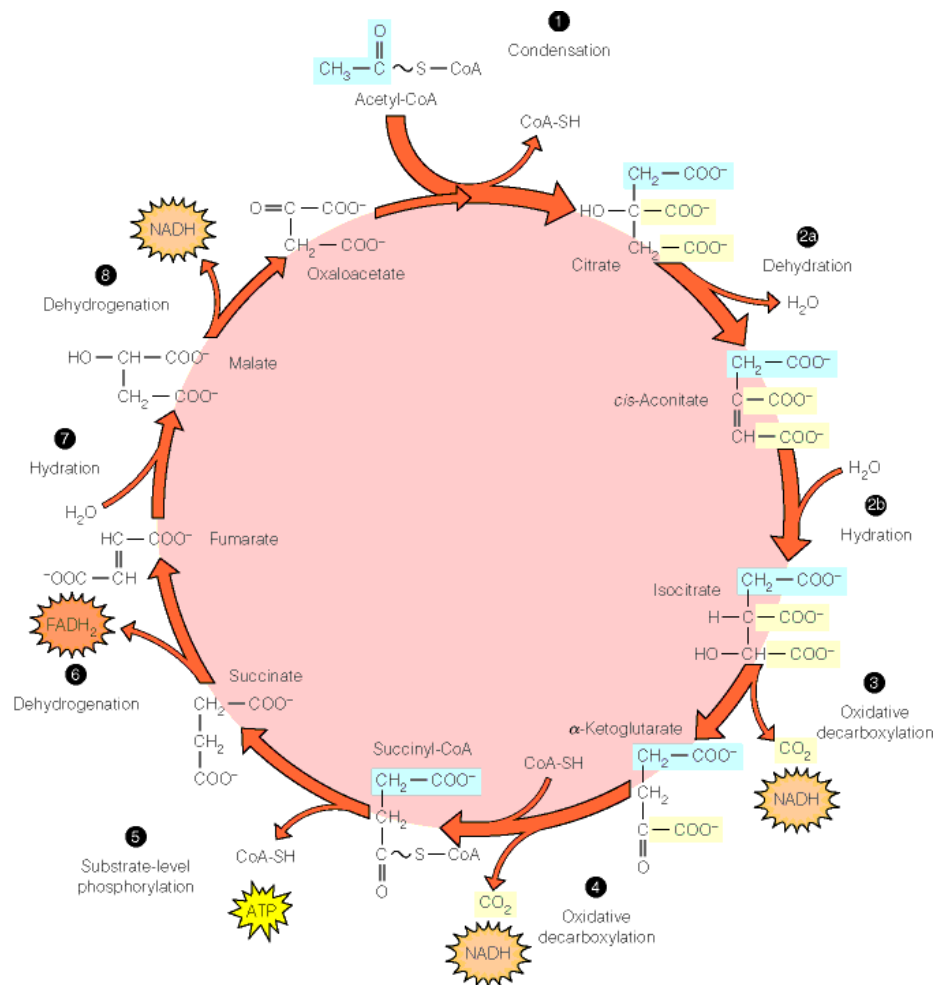 1
Condensation
O
CH₃—C~S—CoA
Acetyl-CoA
CoA-SH
CH₂—COO⁻
HO—C—COO⁻
CH₂—COO⁻
Citrate
2a
Dehydration
H₂O
CH₂—COO⁻
C—COO⁻
CH—COO⁻
cis-Aconitate
H₂O
2b
Hydration
Isocitrate
CH₂—COO⁻
H—C—COO⁻
HO—CH—COO⁻
3
Oxidative
decarboxylation
CO₂
NADH
α-Ketoglutarate
CH₂—COO⁻
CH₂
C—COO⁻
O
CoA-SH
4
Oxidative
decarboxylation
CO₂
NADH
Succinyl-CoA
CH₂—COO⁻
CH₂
C~S—CoA
O
5
Substrate-level
phosphorylation
CoA-SH
ATP
Succinate
CH₂—COO⁻
CH₂
COO⁻
6
Dehydrogenation
FADH₂
Fumarate
HC—COO⁻
⁻OOC—CH
7
Hydration
H₂O
Malate
HO—CH—COO⁻
CH₂—COO⁻
8
Dehydrogenation
NADH
O=C—COO⁻
CH₂—COO⁻
Oxaloacetate